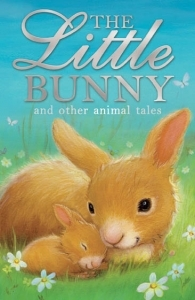 THE
Little
BUNNY
and other animal tales